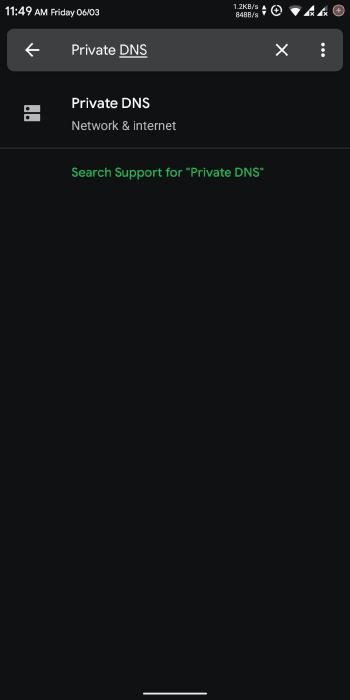 11:49 AM Friday 06/03
1.2KB/s
848B/s
Private DNS
Private DNS
Network & internet
Search Support for "Private DNS"